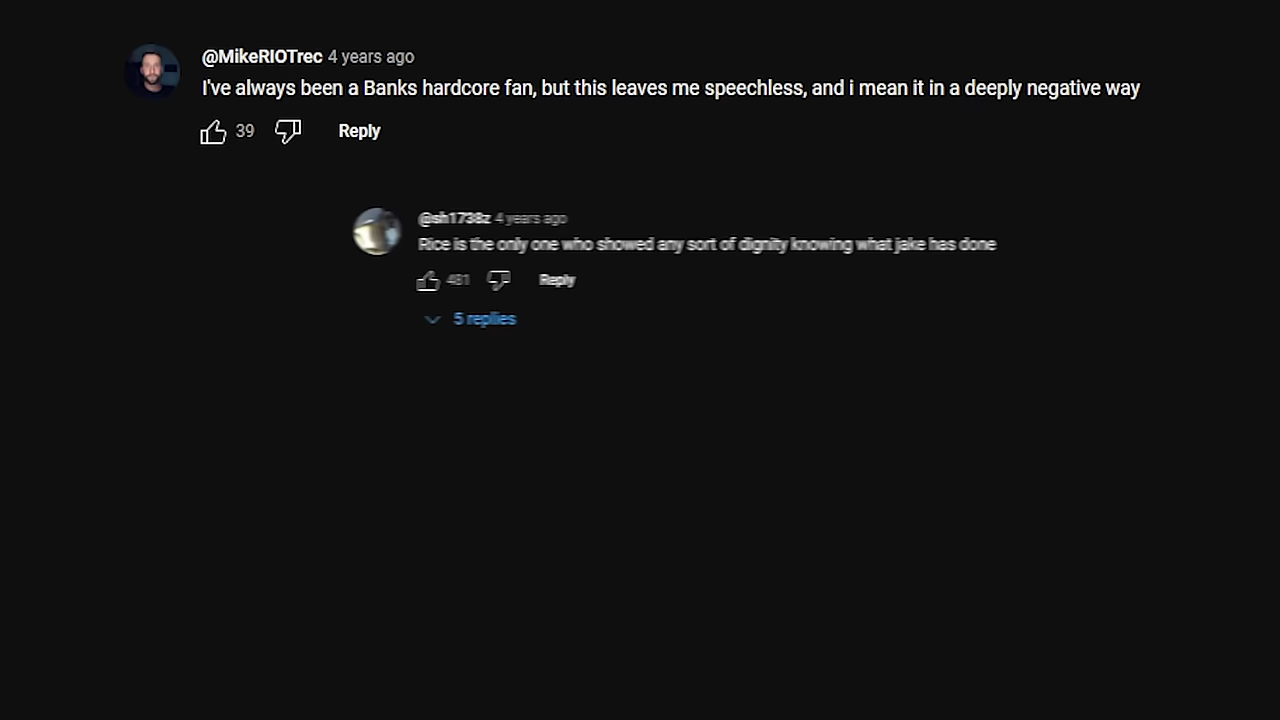 @MikeRIOTrec 4 years ago
I've always been a Banks hardcore fan, but this leaves me speechless, and i mean it in a deeply negative way
39 Reply
@sh1738z 4 years ago
Rice is the only one who showed any sort of dignity knowing what jake has done
481 Reply
5 replies